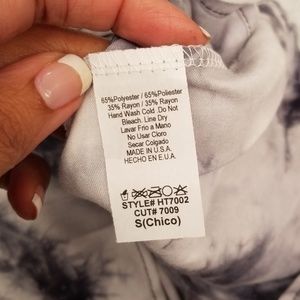 65%Polyester / 65%Poliester
35% Rayon / 35% Rayon
Hand Wash Cold .Do Not
Bleach. Line Dry
Lavar Frio a Mano
No Usar Cloro
Secar Colgado
MADE IN U.S.A.
HECHO EN E.U.A.
STYLE# HT7002
CUT# 7009
S(Chico)